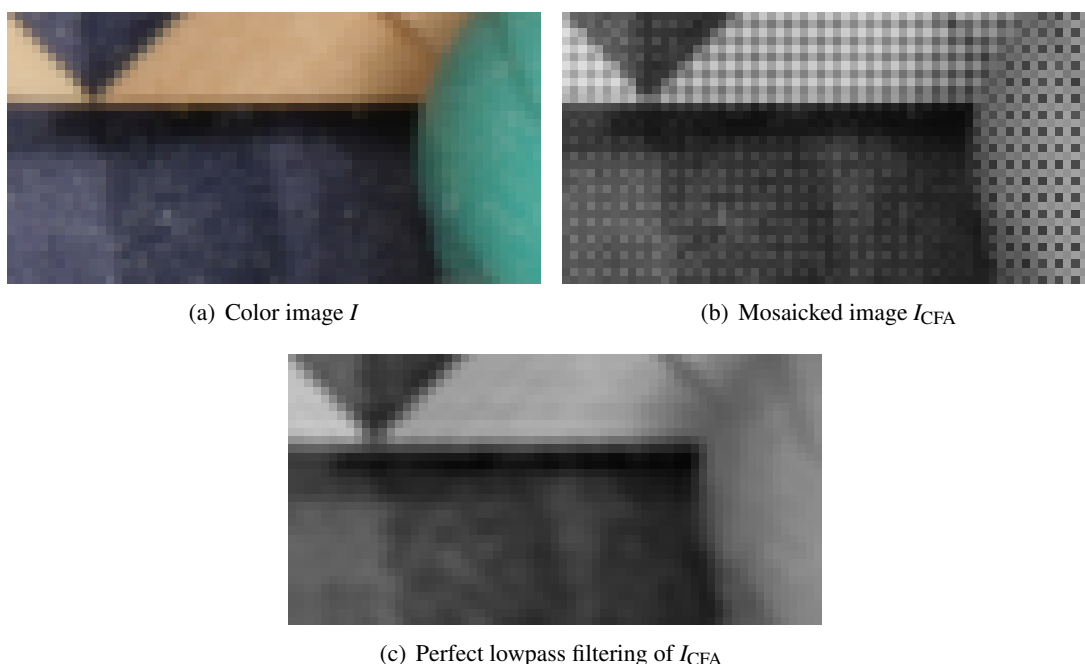 (a) Color image I
(b) Mosaicked image I_CFA
(c) Perfect lowpass filtering of I_CFA